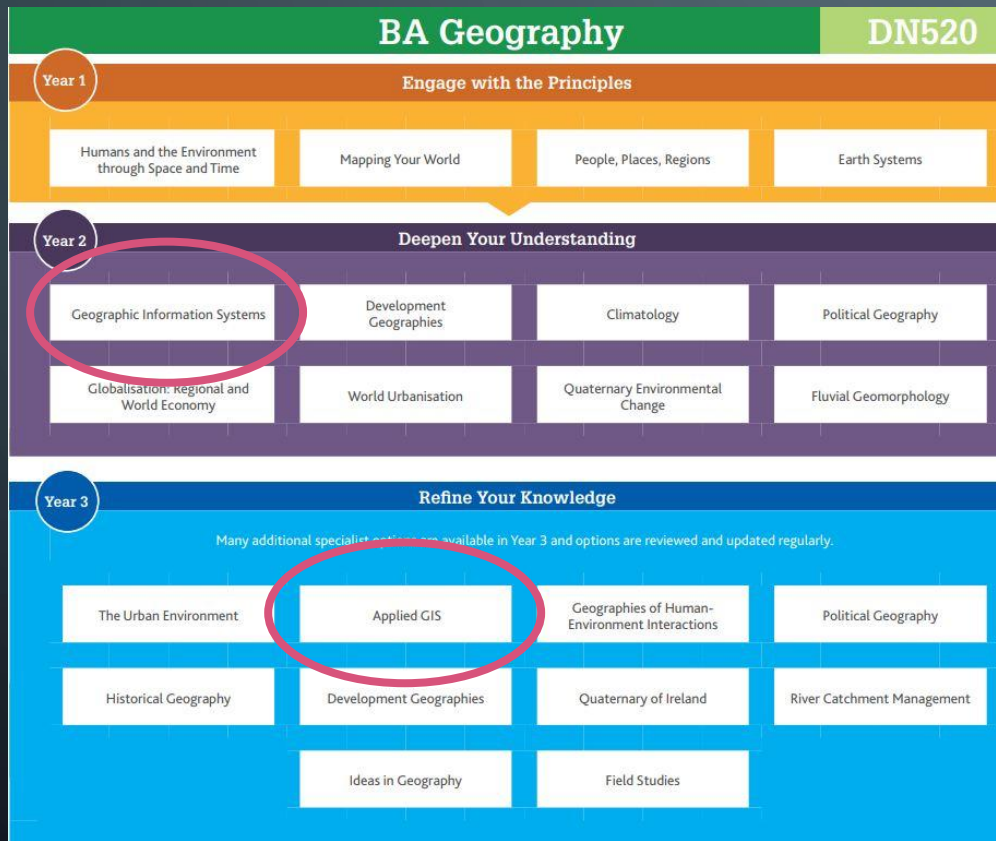 BA Geography
DN520
Year 1
Engage with the Principles
Humans and the Environment
through Space and Time
Mapping Your World
People, Places, Regions
Earth Systems
Year 2
Deepen Your Understanding
Geographic Information Systems
Development
Geographies
Climatology
Political Geography
Globalisation: Regional and
World Economy
World Urbanisation
Quaternary Environmental
Change
Fluvial Geomorphology
Year 3
Refine Your Knowledge
Many additional specialist options are available in Year 3 and options are reviewed and updated regularly.
The Urban Environment
Applied GIS
Geographies of Human-
Environment Interactions
Political Geography
Historical Geography
Development Geographies
Quaternary of Ireland
River Catchment Management
Ideas in Geography
Field Studies